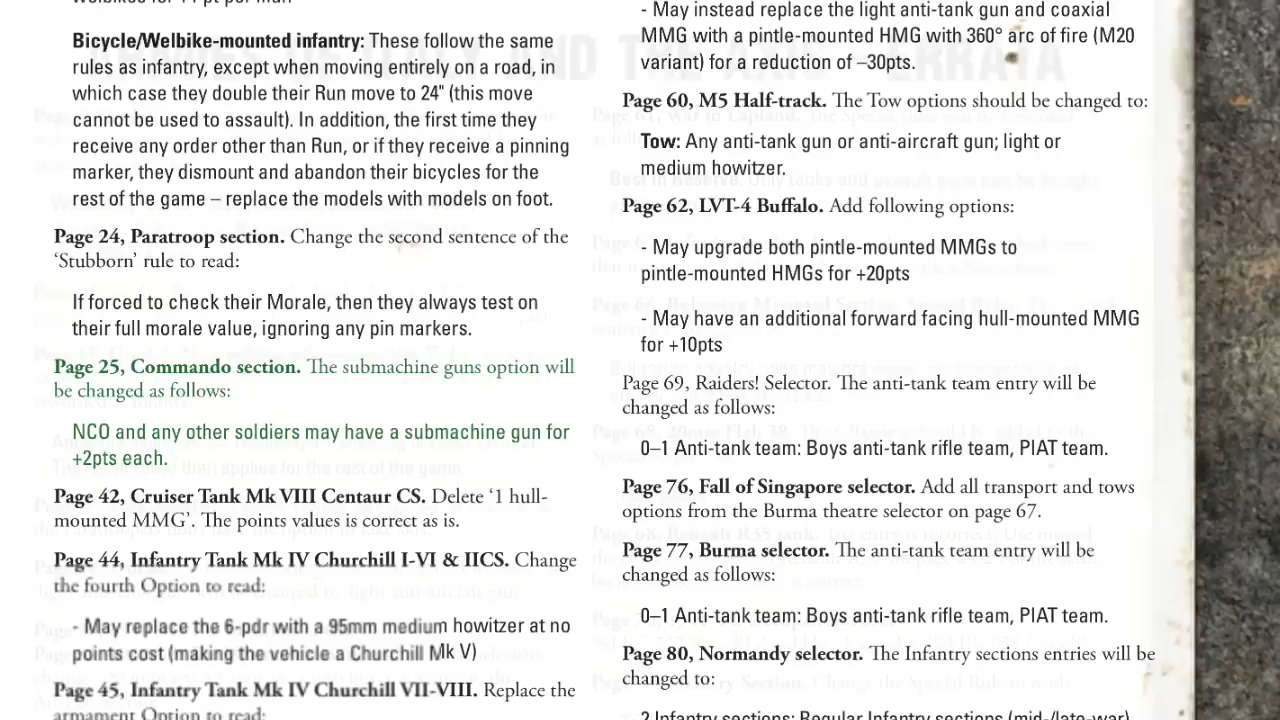 Bicycle/Welbike-mounted infantry: These follow the same
rules as infantry, except when moving entirely on a road, in
which case they double their Run move to 24" (this move
cannot be used to assault). In addition, the first time they
receive any order other than Run, or if they receive a pinning
marker, they dismount and abandon their bicycles for the
rest of the game – replace the models with models on foot.
Page 24, Paratroop section. Change the second sentence of the
‘Stubborn’ rule to read:
If forced to check their Morale, then they always test on
their full morale value, ignoring any pin markers.
Page 25, Commando section. The submachine guns option will
be changed as follows:
NCO and any other soldiers may have a submachine gun for
+2pts each.
Page 42, Cruiser Tank Mk VIII Centaur CS. Delete ‘1 hull-
mounted MMG’. The points values is correct as is.
Page 44, Infantry Tank Mk IV Churchill I-VI & IICS. Change
the fourth Option to read:
- May replace the 6-pdr with a 95mm medium howitzer at no
points cost (making the vehicle a Churchill Mk V)
Page 45, Infantry Tank Mk IV Churchill VII-VIII. Replace the
armament Option to read:
- May instead replace the light anti-tank gun and coaxial
MMG with a pintle-mounted HMG with 360° arc of fire (M20
variant) for a reduction of –30pts.
Page 60, M5 Half-track. The Tow options should be changed to:
Tow: Any anti-tank gun or anti-aircraft gun; light or
medium howitzer.
Page 62, LVT-4 Buffalo. Add following options:
- May upgrade both pintle-mounted MMGs to
pintle-mounted HMGs for +20pts
- May have an additional forward facing hull-mounted MMG
for +10pts
Page 69, Raiders! Selector. The anti-tank team entry will be
changed as follows:
0–1 Anti-tank team: Boys anti-tank rifle team, PIAT team.
Page 76, Fall of Singapore selector. Add all transport and tows
options from the Burma theatre selector on page 67.
Page 77, Burma selector. The anti-tank team entry will be
changed as follows:
0–1 Anti-tank team: Boys anti-tank rifle team, PIAT team.
Page 80, Normandy selector. The Infantry sections entries will be
changed to:
2 Infantry sections: Regular Infantry sections (mid-/late-war)